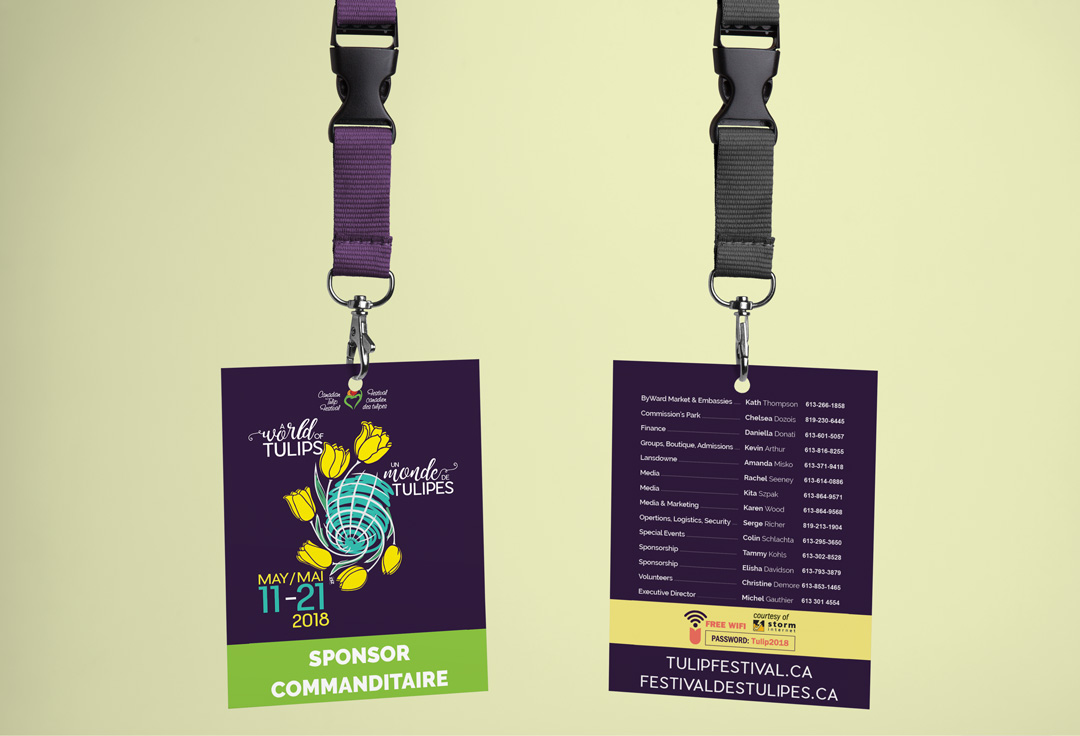 Canadian
Tulip
Festival
Festival
canadien
des tulipes
A
world OF
TULIPS
UN
monde DE
TULIPES
MAY/MAI
11-21
2018
SPONSOR
COMMANDITAIRE
ByWard Market & Embassies Kath Thompson 613-266-1858
Commission's Park Chelsea Dozois 819-230-6445
Finance Daniella Donati 613-601-5057
Groups, Boutique, Admissions Kevin Arthur 613-816-8255
Lansdowne Amanda Misko 613-371-9418
Media Rachel Seeney 613-614-0886
Media Kita Szpak 613-864-9571
Media & Marketing Karen Wood 613-864-9568
Opertions, Logistics, Security Serge Richer 819-213-1904
Special Events Colin Schlachta 613-295-3650
Sponsorship Tammy Kohls 613-302-8528
Sponsorship Elisha Davidson 613-793-3879
Volunteers Christine Demore 613-853-1465
Executive Director Michel Gauthier 613 301 4554
FREE WIFI
courtesy of
storm
internet
PASSWORD: Tulip2018
TULIPFESTIVAL.CA
FESTIVALDESTULIPES.CA